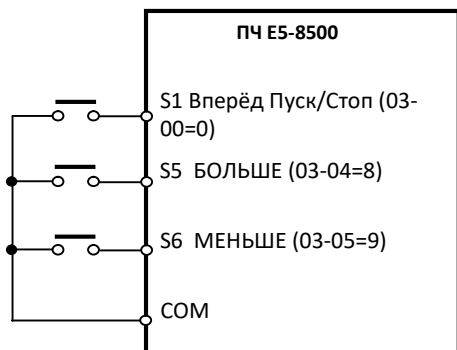 ПЧ Е5-8500
S1 Вперёд Пуск/Стоп (03-
00=0)
S5 БОЛЬШЕ (03-04=8)
S6 МЕНЬШЕ (03-05=9)
COM